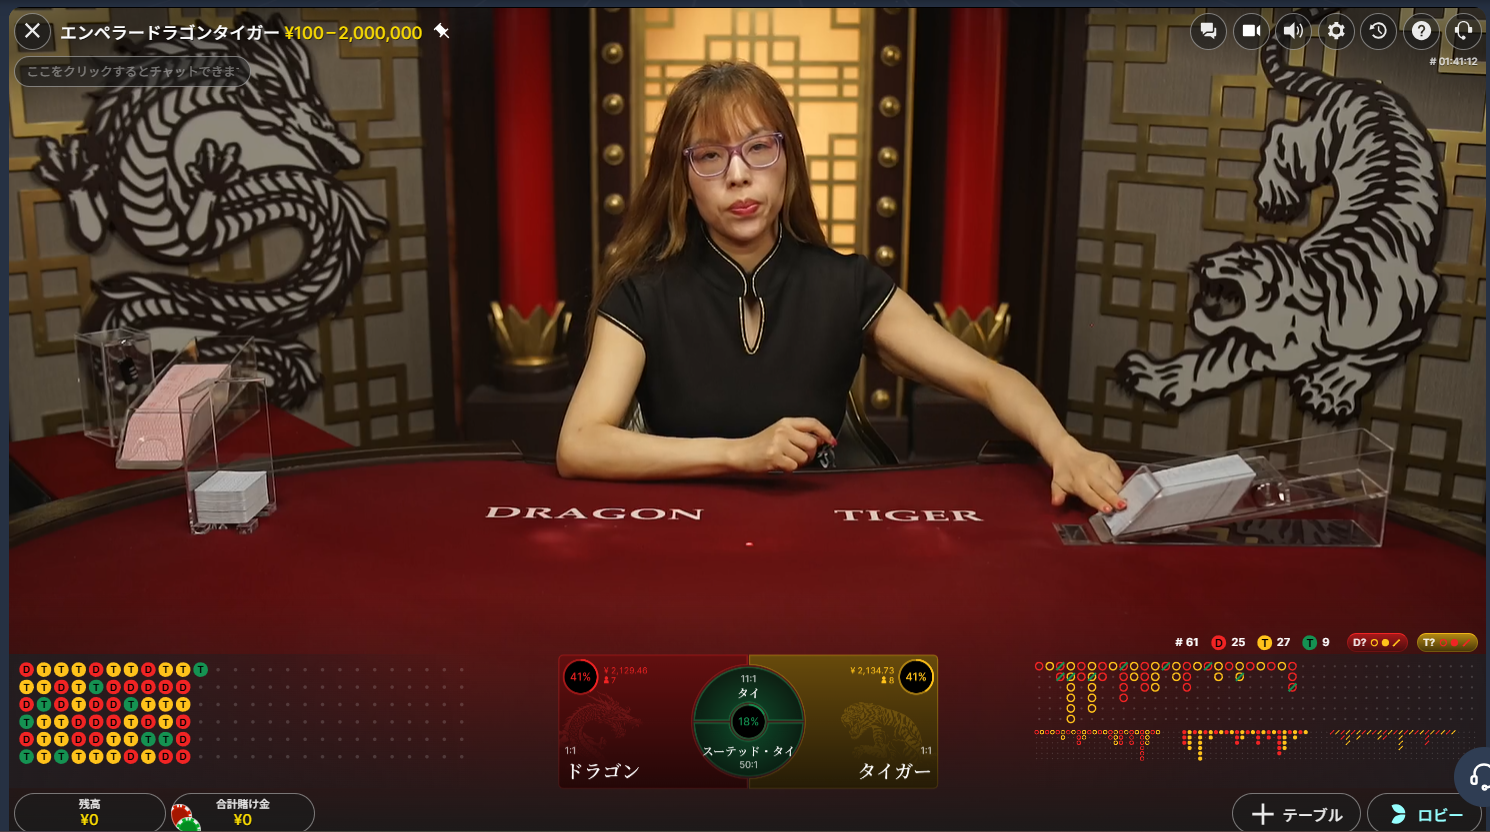 エンペラードラゴンタイガー ¥100–2,000,000
ここをクリックするとチャットできま
# 01:41:12
DRAGON TIGER
# 61 D 25 T 27 T 9 D? T?
D T T T D T T D T T T
T T D T T D D D D D
D T D T D D T T T T
T T T D D D T D T D
D T T D D T T T T D
T T T T T T D T D D
41% ¥ 2,129.46
7
11:1
タイ
18%
スーテッド・タイ
50:1
¥ 2,134.73 41%
8
1:1
ドラゴン
1:1
タイガー
残高
¥0
合計賭け金
¥0
テーブル
ロビー